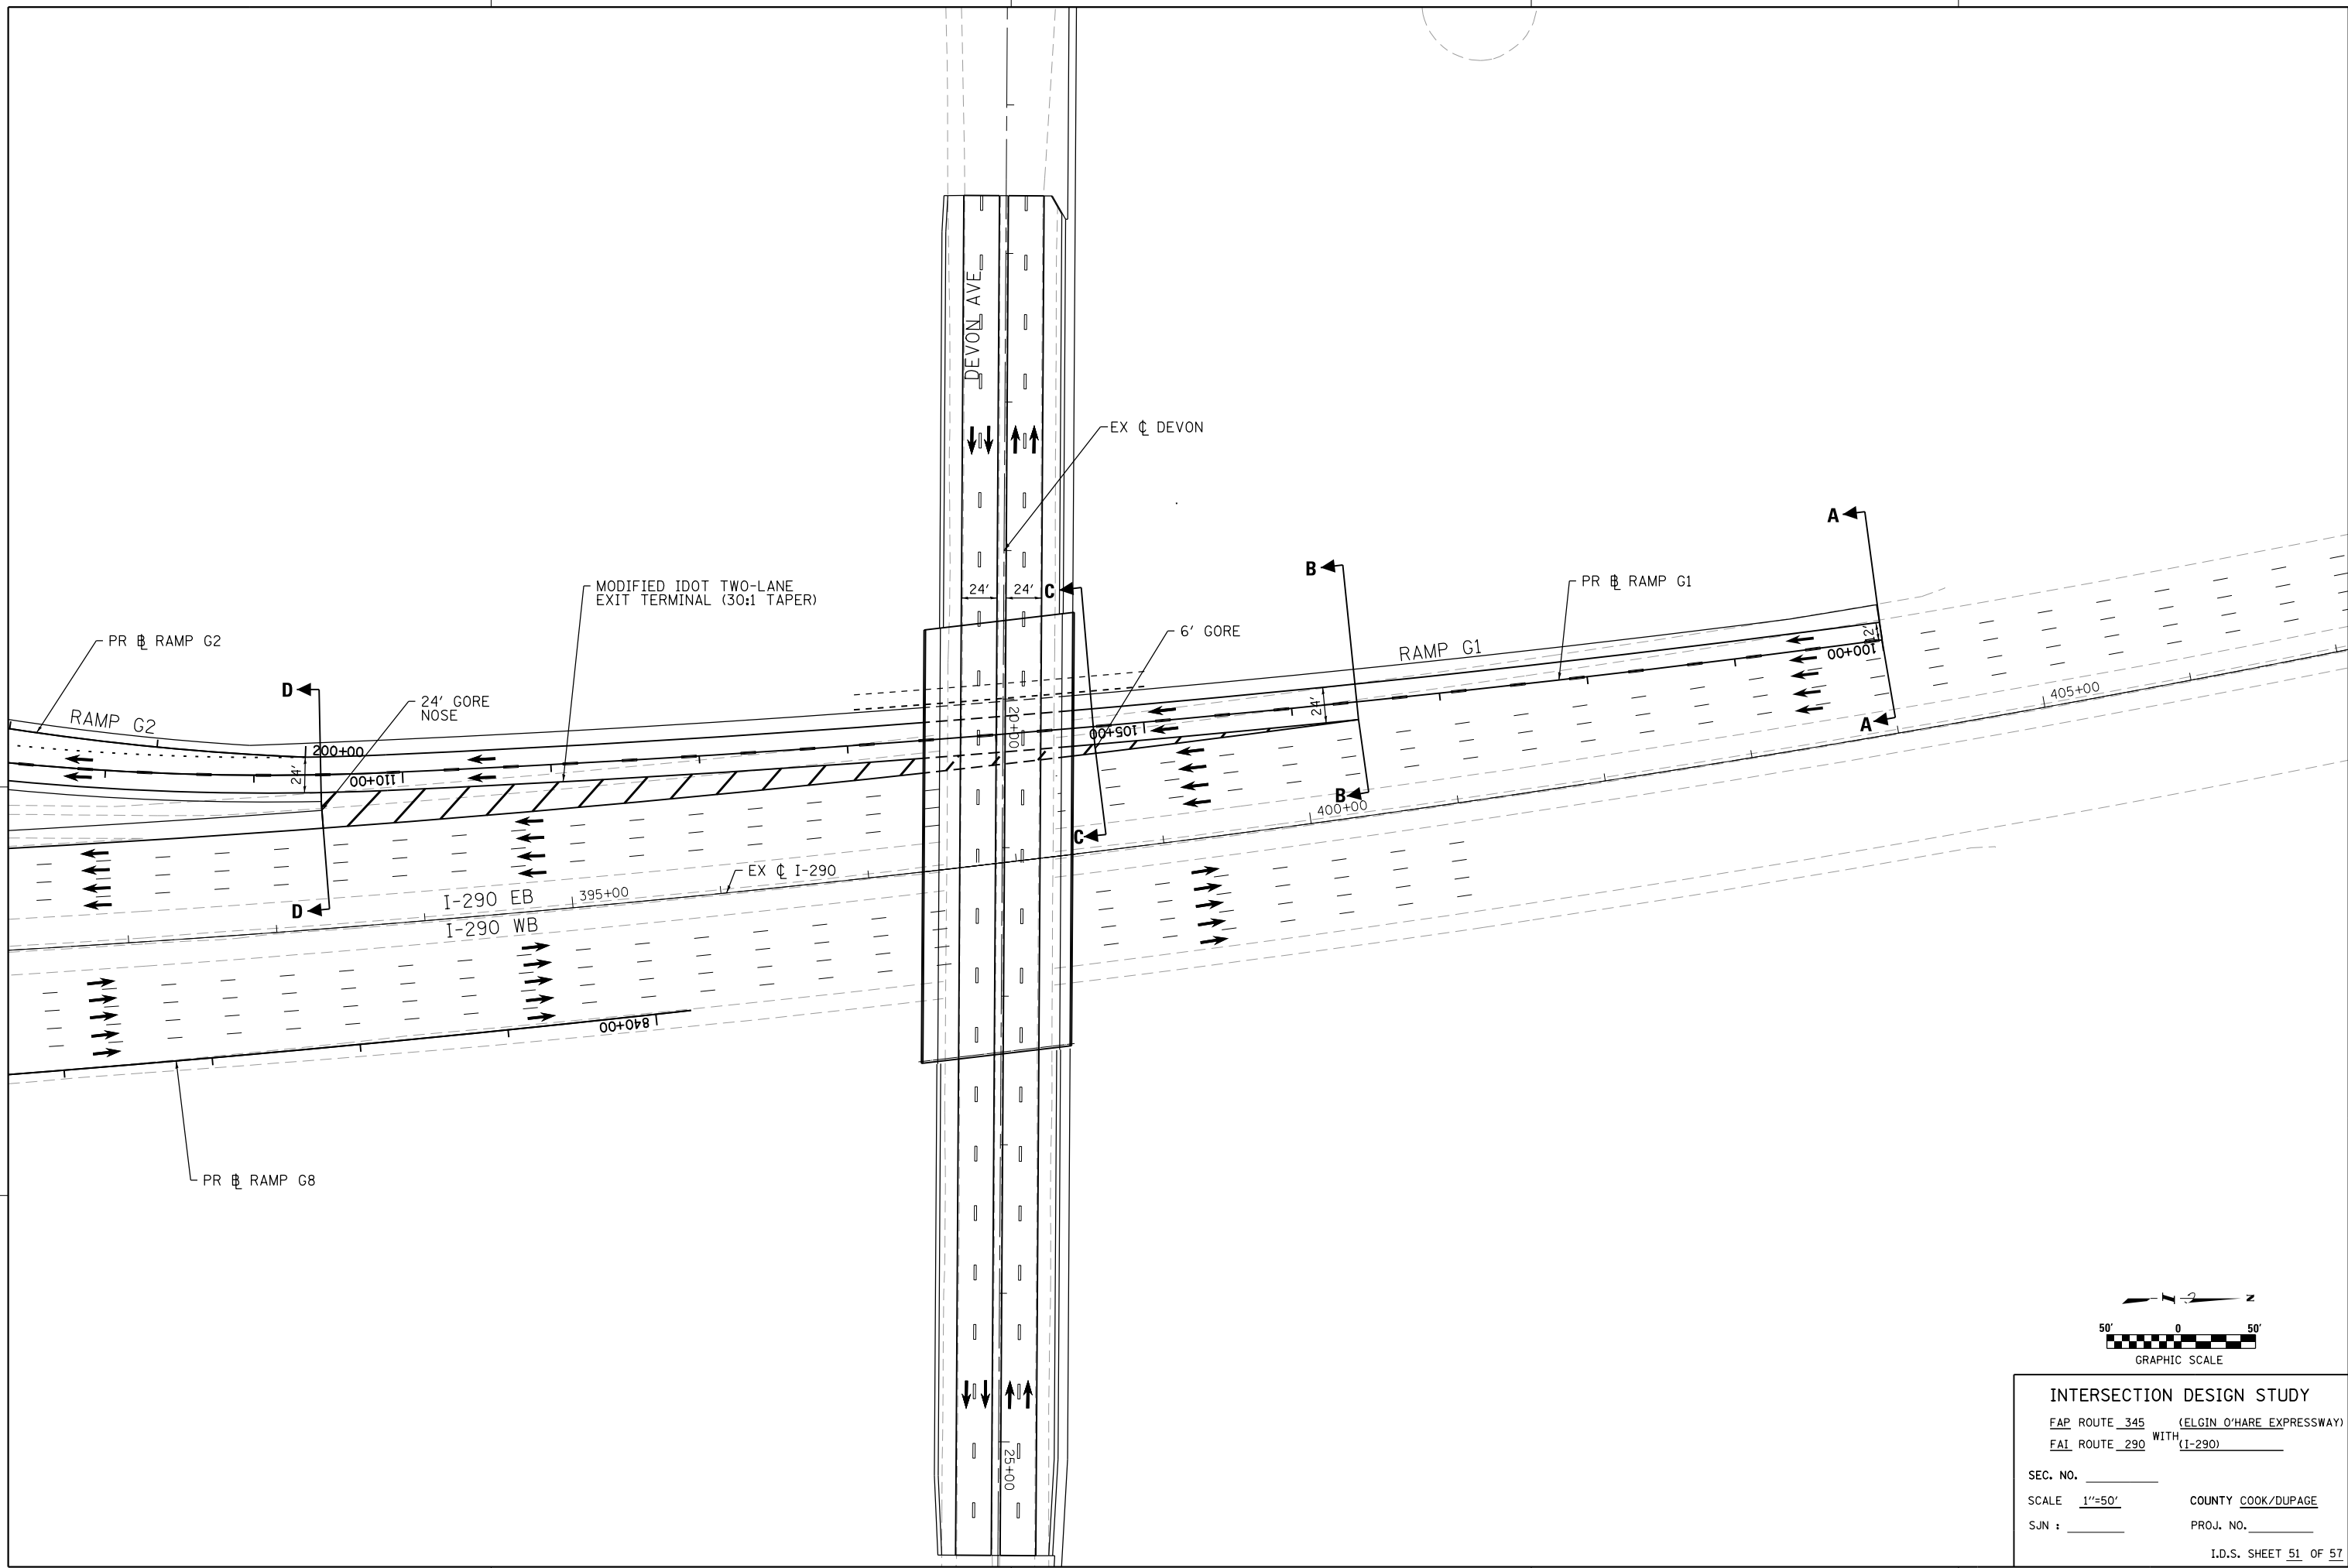 DEVON AVE
EX ℄ DEVON
A
B
MODIFIED IDOT TWO-LANE
EXIT TERMINAL (30:1 TAPER)
24'
24'
C
PR ⅊ RAMP G1
PR B RAMP G2
6' GORE
RAMP G1
12'
100+00
D
24' GORE
NOSE
24'
405+00
RAMP G2
20+00
A
105+00
200+00
24'
110+00
B
400+00
C
EX ℄ I-290
395+00
I-290 EB
D
I-290 WB
840+00
PR B RAMP G8
25+00
N
50' 0 50'
GRAPHIC SCALE
INTERSECTION DESIGN STUDY
FAP ROUTE 345 (ELGIN O'HARE EXPRESSWAY)
WITH
FAI ROUTE 290 (I-290)
SEC. NO.
SCALE 1"=50' COUNTY COOK/DUPAGE
SJN : PROJ. NO.
I.D.S. SHEET 51 OF 57